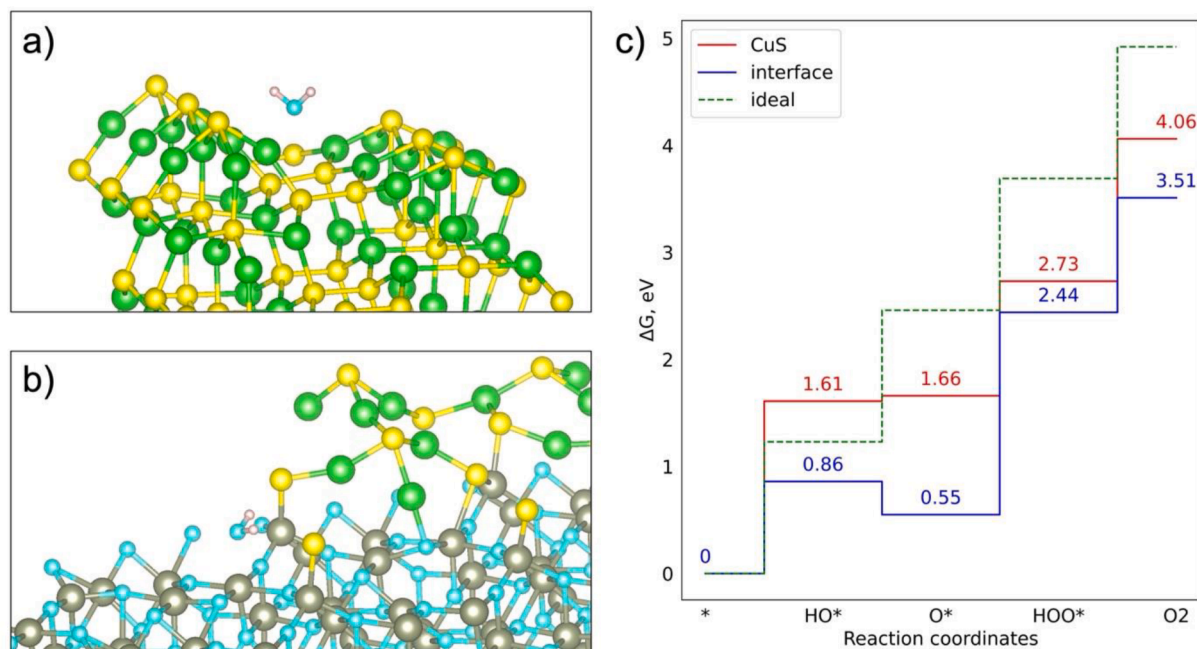 a)
b)
c)
CuS
interface
ideal
5
4
3
2
1
0
ΔG, eV
0
1.61
0.86
1.66
0.55
2.73
2.44
4.06
3.51
* HO* O* HOO* O2
Reaction coordinates